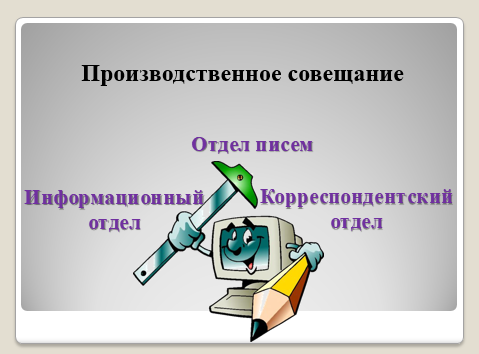 Производственное совещание
Отдел писем
Информационный
отдел
Корреспондентский
отдел